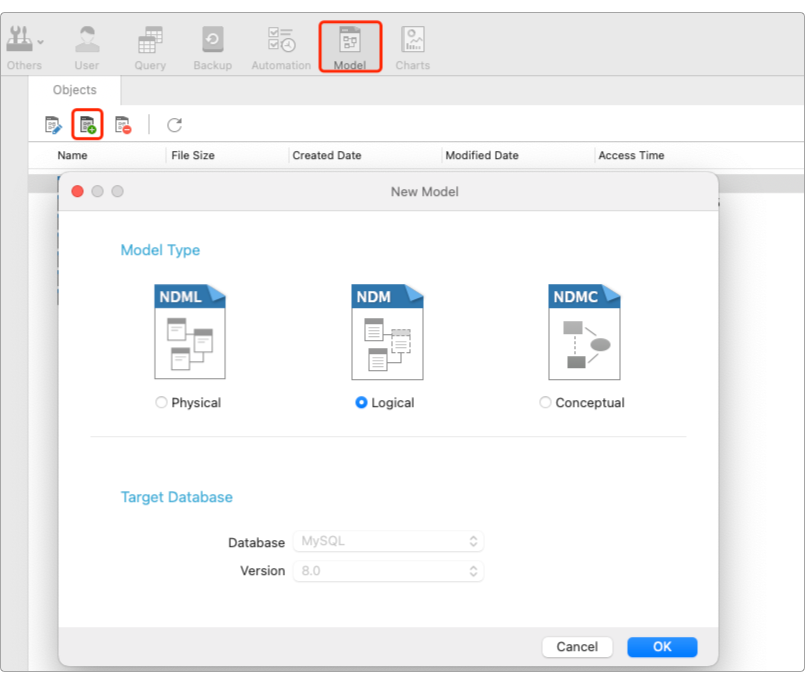 Others User Query Backup Automation Model Charts
Objects
Name File Size Created Date Modified Date Access Time
New Model
Model Type
NDML NDM NDMC
Physical Logical Conceptual
Target Database
Database MySQL
Version 8.0
Cancel OK